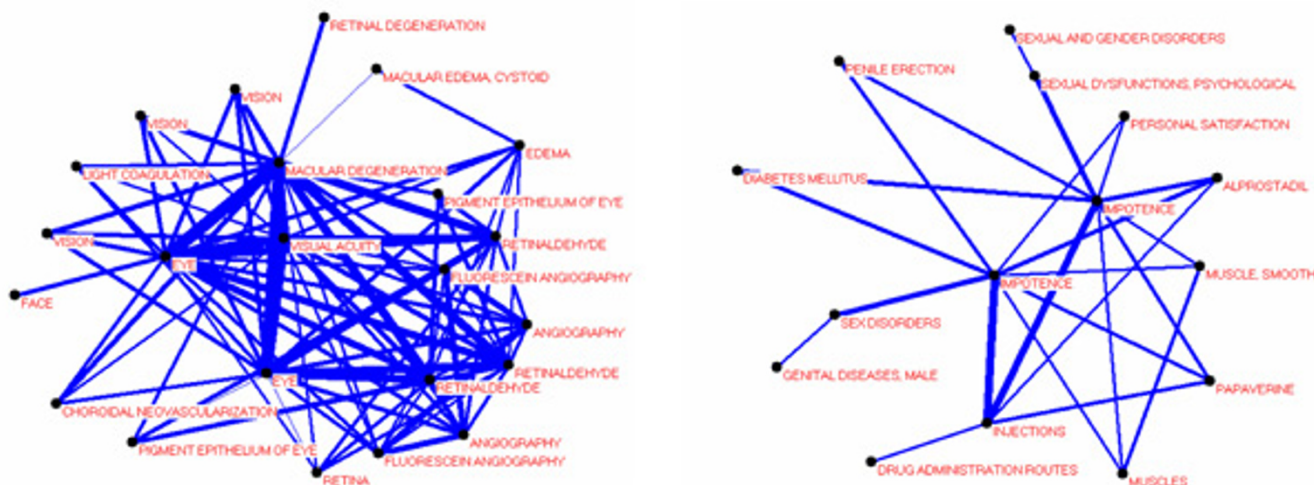 RETINAL DEGENERATION
MACULAR EDEMA, CYSTOID
VISION
VISION
EDEMA
LIGHT COAGULATION
MACULAR DEGENERATION
PIGMENT EPITHELIUM OF EYE
VISION
VISUAL ACUITY
RETINALDEHYDE
EYE
FLUORESCEIN ANGIOGRAPHY
FACE
ANGIOGRAPHY
RETINALDEHYDE
EYE
RETINALDEHYDE
CHOROIDAL NEOVASCULARIZATION
ANGIOGRAPHY
PIGMENT EPITHELIUM OF EYE
FLUORESCEIN ANGIOGRAPHY
RETINA
SEXUAL AND GENDER DISORDERS
PENILE ERECTION
SEXUAL DYSFUNCTIONS, PSYCHOLOGICAL
PERSONAL SATISFACTION
DIABETES MELLITUS
ALPROSTADIL
IMPOTENCE
MUSCLE, SMOOTH
IMPOTENCE
SEX DISORDERS
GENITAL DISEASES, MALE
PAPAVERINE
INJECTIONS
DRUG ADMINISTRATION ROUTES
MUSCLES